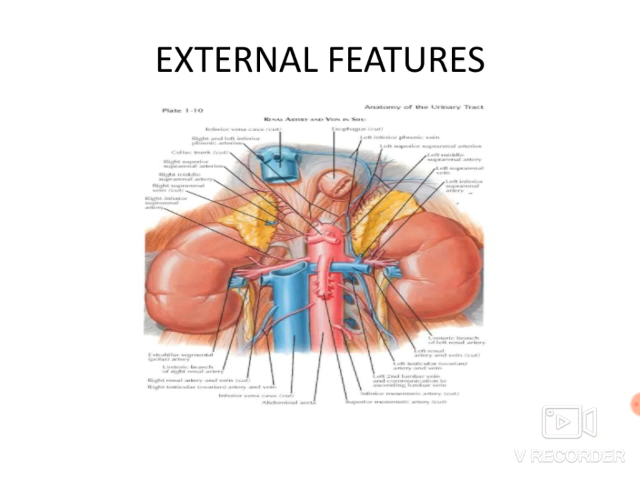 EXTERNAL FEATURES
Plate 1-10
Anatomy of the Urinary Tract
RENAL ARTERY AND VEIN IN SITU
Inferior vena cava (cut)
Esophagus (cut)
Right and left inferior
phrenic arteries
Left inferior phrenic vein
Left superior suprarenal arteries
Celiac trunk (cut)
Left middle
suprarenal artery
Right superior
suprarenal arteries
Left suprarenal
vein
Right middle
suprarenal artery
Left inferior
suprarenal
artery
Right suprarenal
vein (cut)
Right inferior
suprarenal
artery
Ureteric branch
of left renal artery
Extrahilar segmental
(polar) artery
Left renal
artery and vein (cut)
Ureteric branch
of right renal artery
Left testicular (ovarian)
artery and vein
Right renal artery and vein (cut)
Left 2nd lumbar vein
and communication to
ascending lumbar vein
Right testicular (ovarian) artery and vein
Inferior vena cava (cut)
Inferior mesenteric artery (cut)
Abdominal aorta
Superior mesenteric artery (cut)
V RECORDER